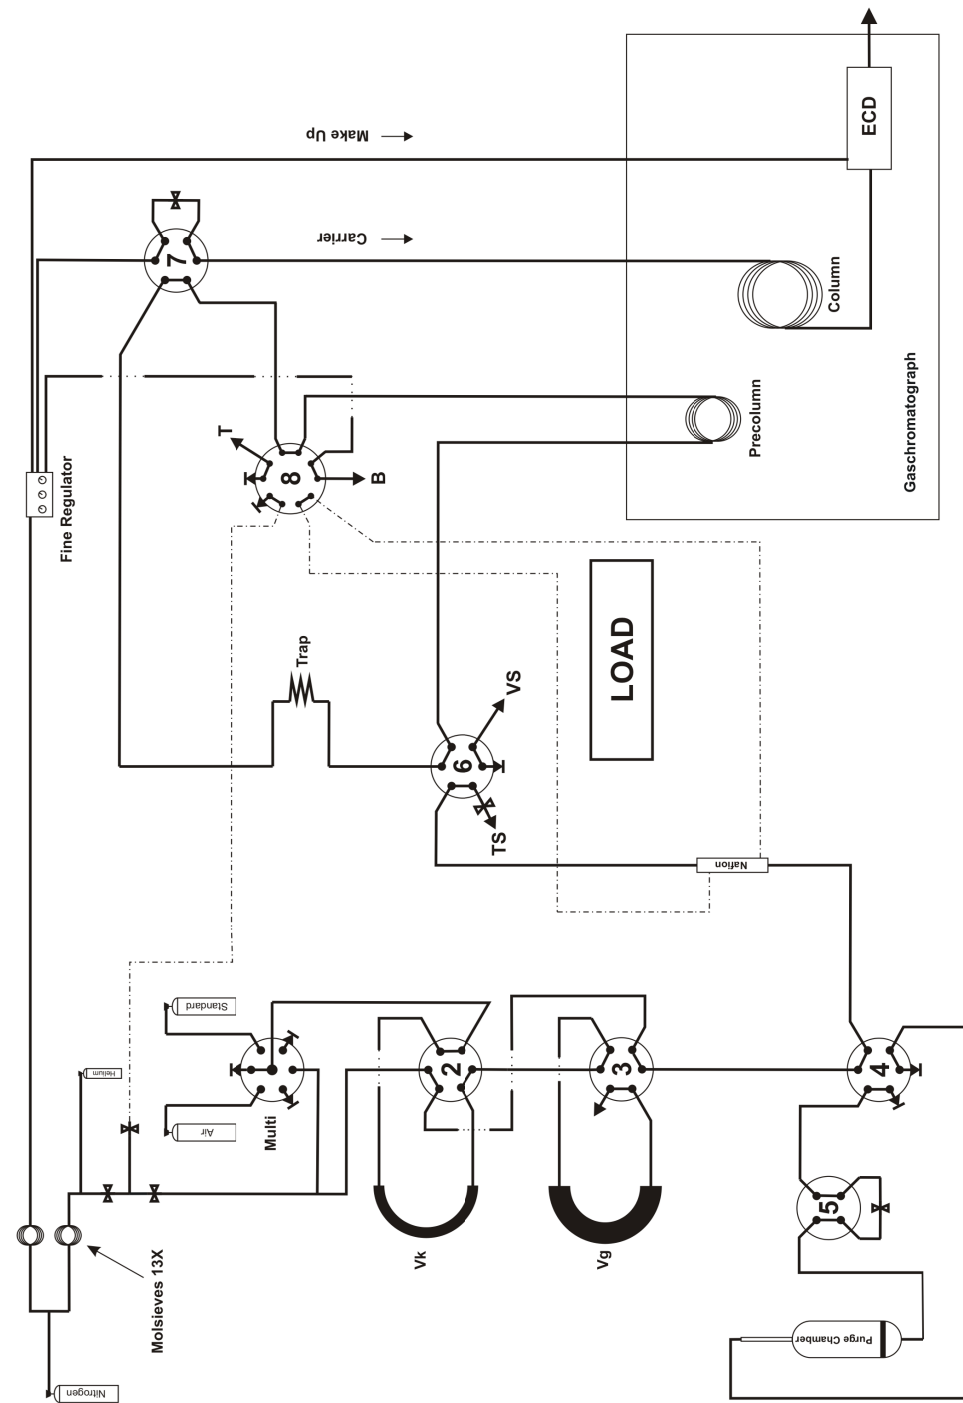 ECD
Make Up
Carrier
7
Column
Precolumn
Gaschromatograph
Fine Regulator
T
8
B
LOAD
Trap
VS
6
TS
Nafion
Standard
Helium
Air
Multi
2
3
4
5
Vk
Vg
Molsieves 13X
Purge Chamber
Nitrogen